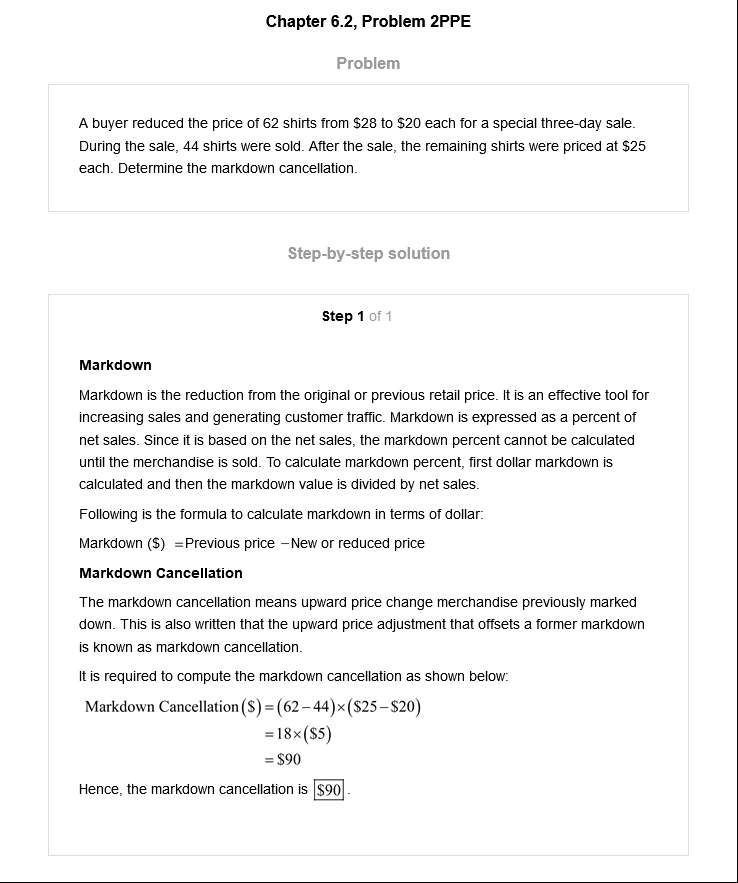 Chapter 6.2, Problem 2PPE
Problem
A buyer reduced the price of 62 shirts from $28 to $20 each for a special three-day sale.
During the sale, 44 shirts were sold. After the sale, the remaining shirts were priced at $25
each. Determine the markdown cancellation.
Step-by-step solution
Step 1 of 1
Markdown
Markdown is the reduction from the original or previous retail price. It is an effective tool for
increasing sales and generating customer traffic. Markdown is expressed as a percent of
net sales. Since it is based on the net sales, the markdown percent cannot be calculated
until the merchandise is sold. To calculate markdown percent, first dollar markdown is
calculated and then the markdown value is divided by net sales.
Following is the formula to calculate markdown in terms of dollar:
Markdown ($) =Previous price −New or reduced price
Markdown Cancellation
The markdown cancellation means upward price change merchandise previously marked
down. This is also written that the upward price adjustment that offsets a former markdown
is known as markdown cancellation.
It is required to compute the markdown cancellation as shown below:
Markdown Cancellation($)=(62−44)×($25−$20)
=18×($5)
=$90
Hence, the markdown cancellation is $90.